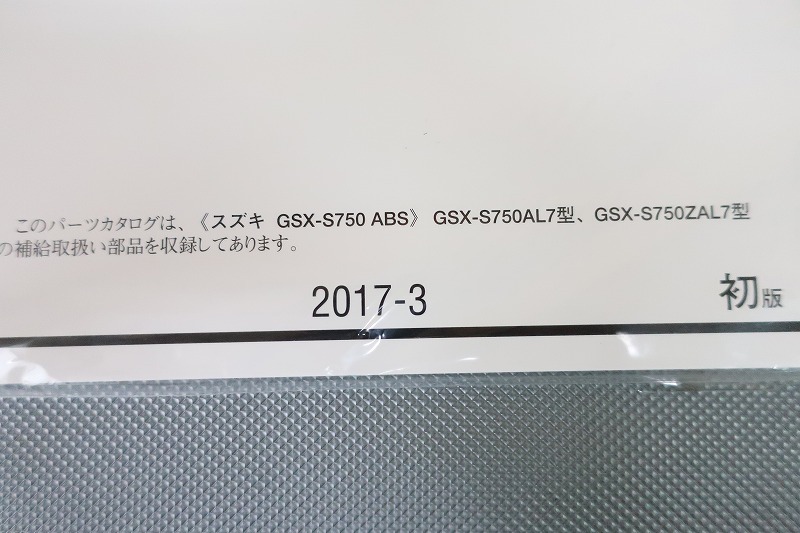 このパーツカタログは、《スズキ GSX-S750 ABS》 GSX-S750AL7型、GSX-S750ZAL7型
の補給取扱い部品を収録してあります。
2017-3
初版